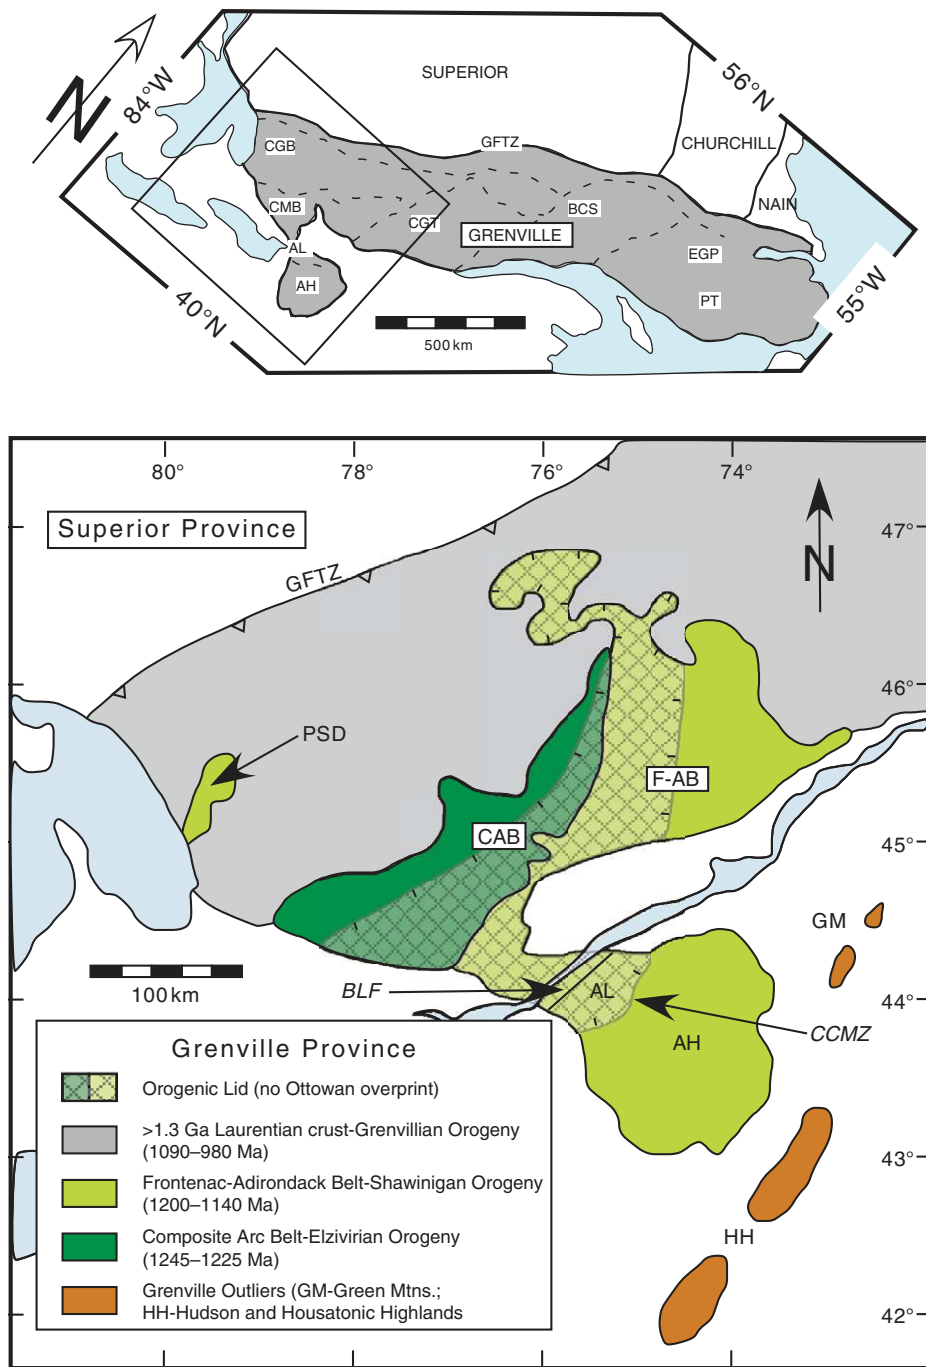 N
84°W
SUPERIOR
56°N
CHURCHILL
NAIN
GFTZ
CGB
CMB
CGT
BCS
GRENVILLE
EGP
AL
AH
PT
40°N
55°W
500 km
80°
78°
76°
74°
Superior Province
47°
GFTZ
N
46°
PSD
F-AB
CAB
45°
GM
100 km
BLF
AL
44°
CCMZ
AH
Grenville Province
Orogenic Lid (no Ottowan overprint)
>1.3 Ga Laurentian crust-Grenvillian Orogeny
(1090–980 Ma)
Frontenac-Adirondack Belt-Shawinigan Orogeny
(1200–1140 Ma)
Composite Arc Belt-Elzivirian Orogeny
(1245–1225 Ma)
Grenville Outliers (GM-Green Mtns.;
HH-Hudson and Housatonic Highlands
43°
HH
42°